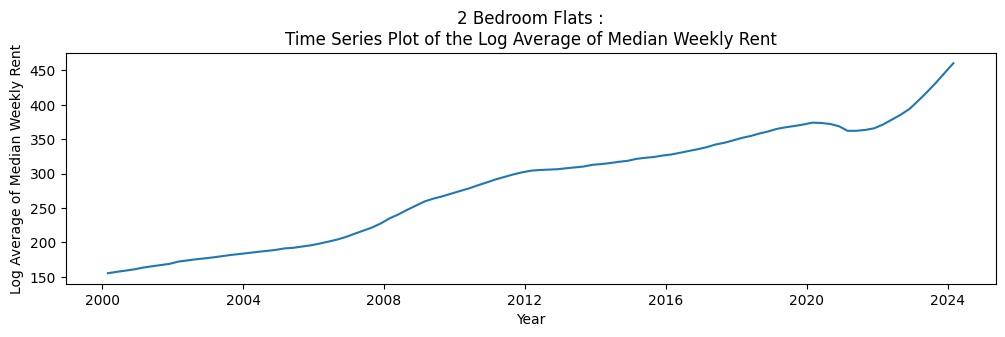 2 Bedroom Flats :
Time Series Plot of the Log Average of Median Weekly Rent
Log Average of Median Weekly Rent
450
400
350
300
250
200
150
2000 2004 2008 2012 2016 2020 2024
Year